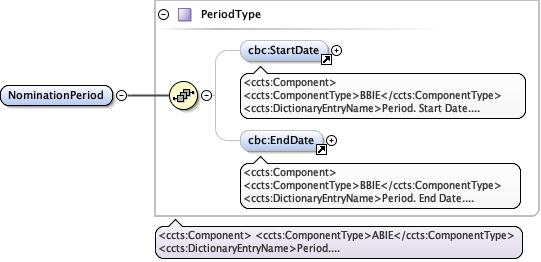 PeriodType
cbc:StartDate
<ccts:Component>
<ccts:ComponentType>BBIE</ccts:ComponentType>
<ccts:DictionaryEntryName>Period. Start Date....
NominationPeriod
cbc:EndDate
<ccts:Component>
<ccts:ComponentType>BBIE</ccts:ComponentType>
<ccts:DictionaryEntryName>Period. End Date....
<ccts:Component> <ccts:ComponentType>ABIE</ccts:ComponentType>
<ccts:DictionaryEntryName>Period....